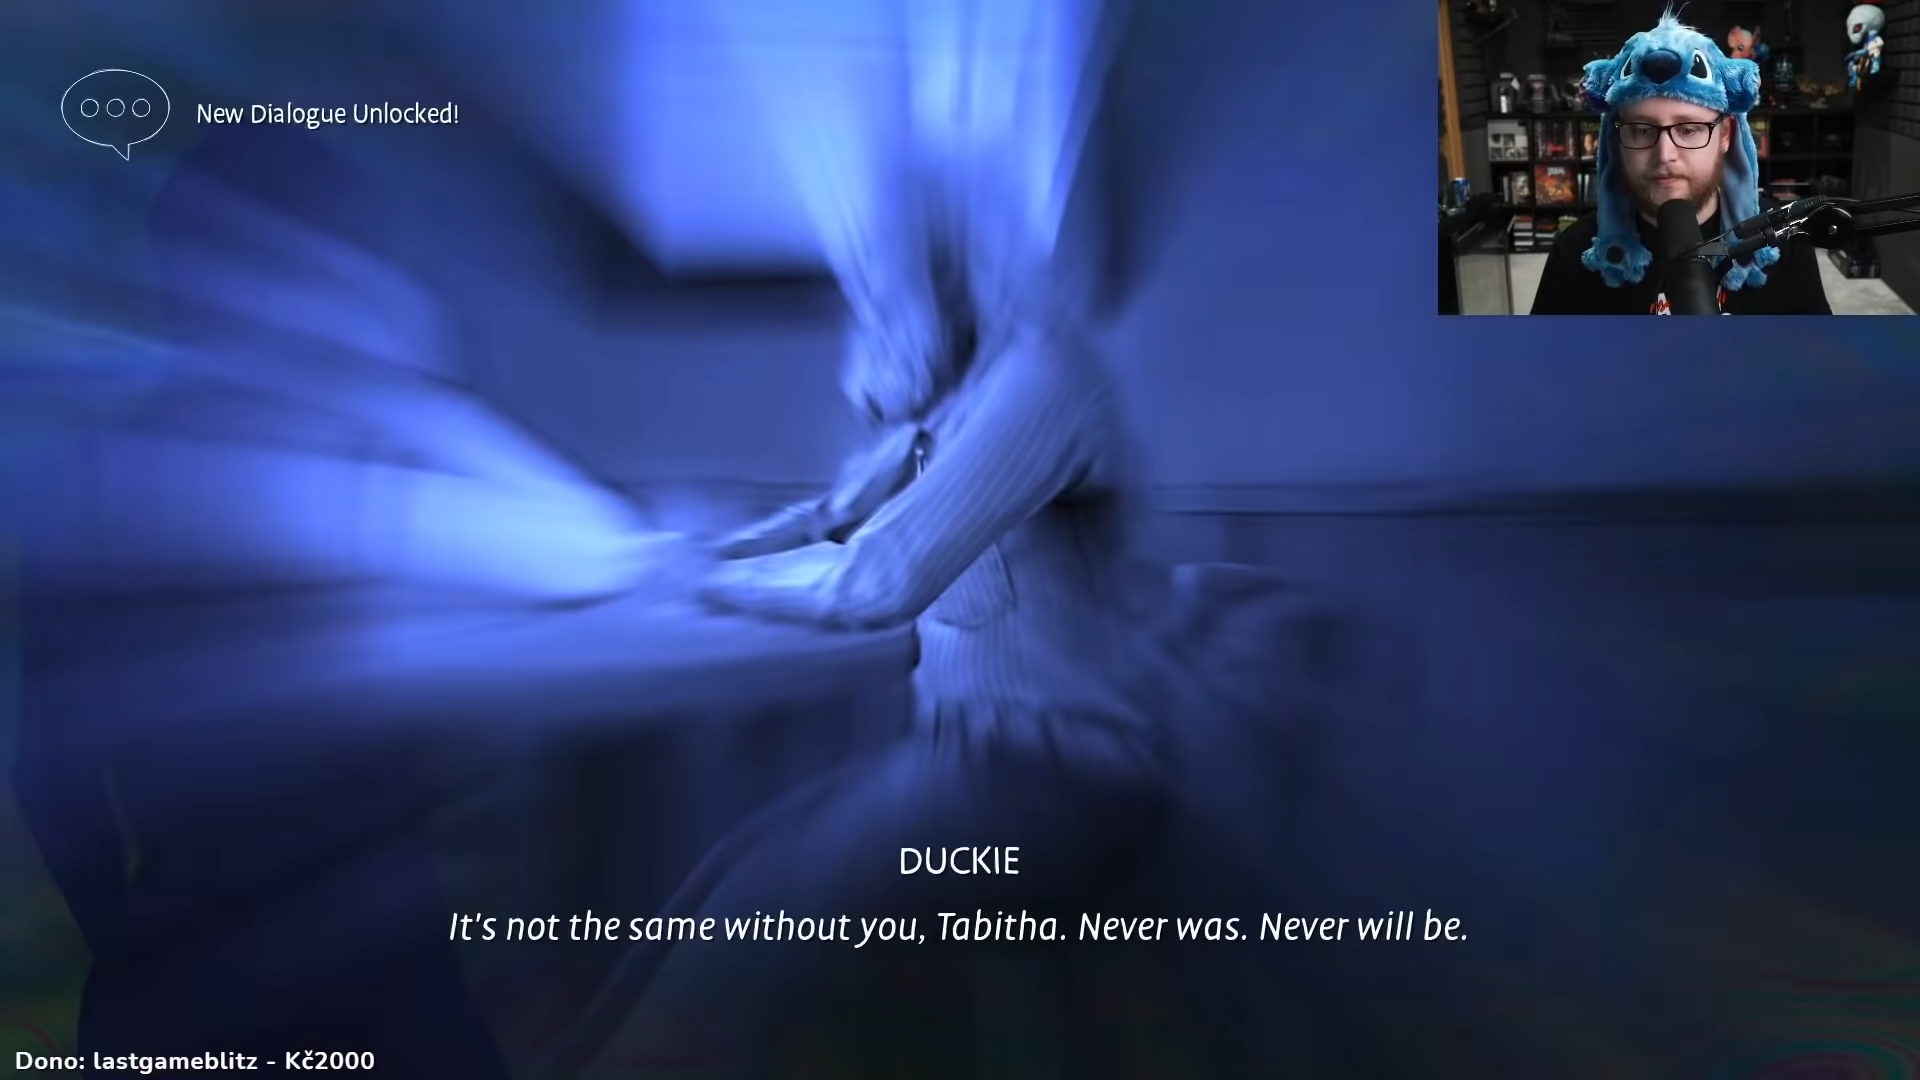 New Dialogue Unlocked!
DUCKIE
It's not the same without you, Tabitha. Never was. Never will be.
Dono: lastgameblitz - Kč2000